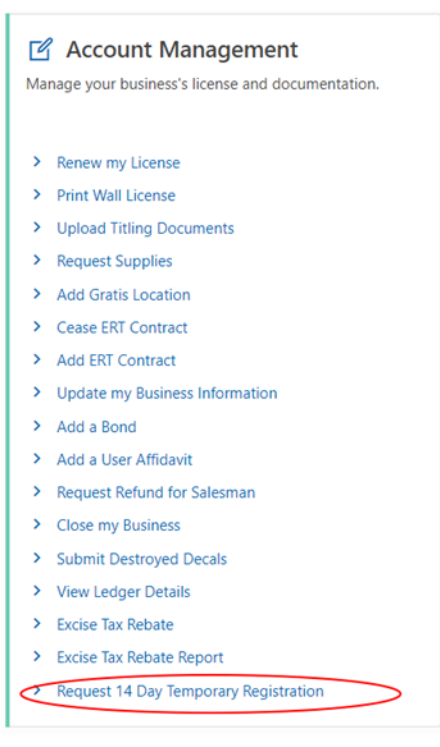 Account Management
Manage your business's license and documentation.
Renew my License
Print Wall License
Upload Titling Documents
Request Supplies
Add Gratis Location
Cease ERT Contract
Add ERT Contract
Update my Business Information
Add a Bond
Add a User Affidavit
Request Refund for Salesman
Close my Business
Submit Destroyed Decals
View Ledger Details
Excise Tax Rebate
Excise Tax Rebate Report
Request 14 Day Temporary Registration